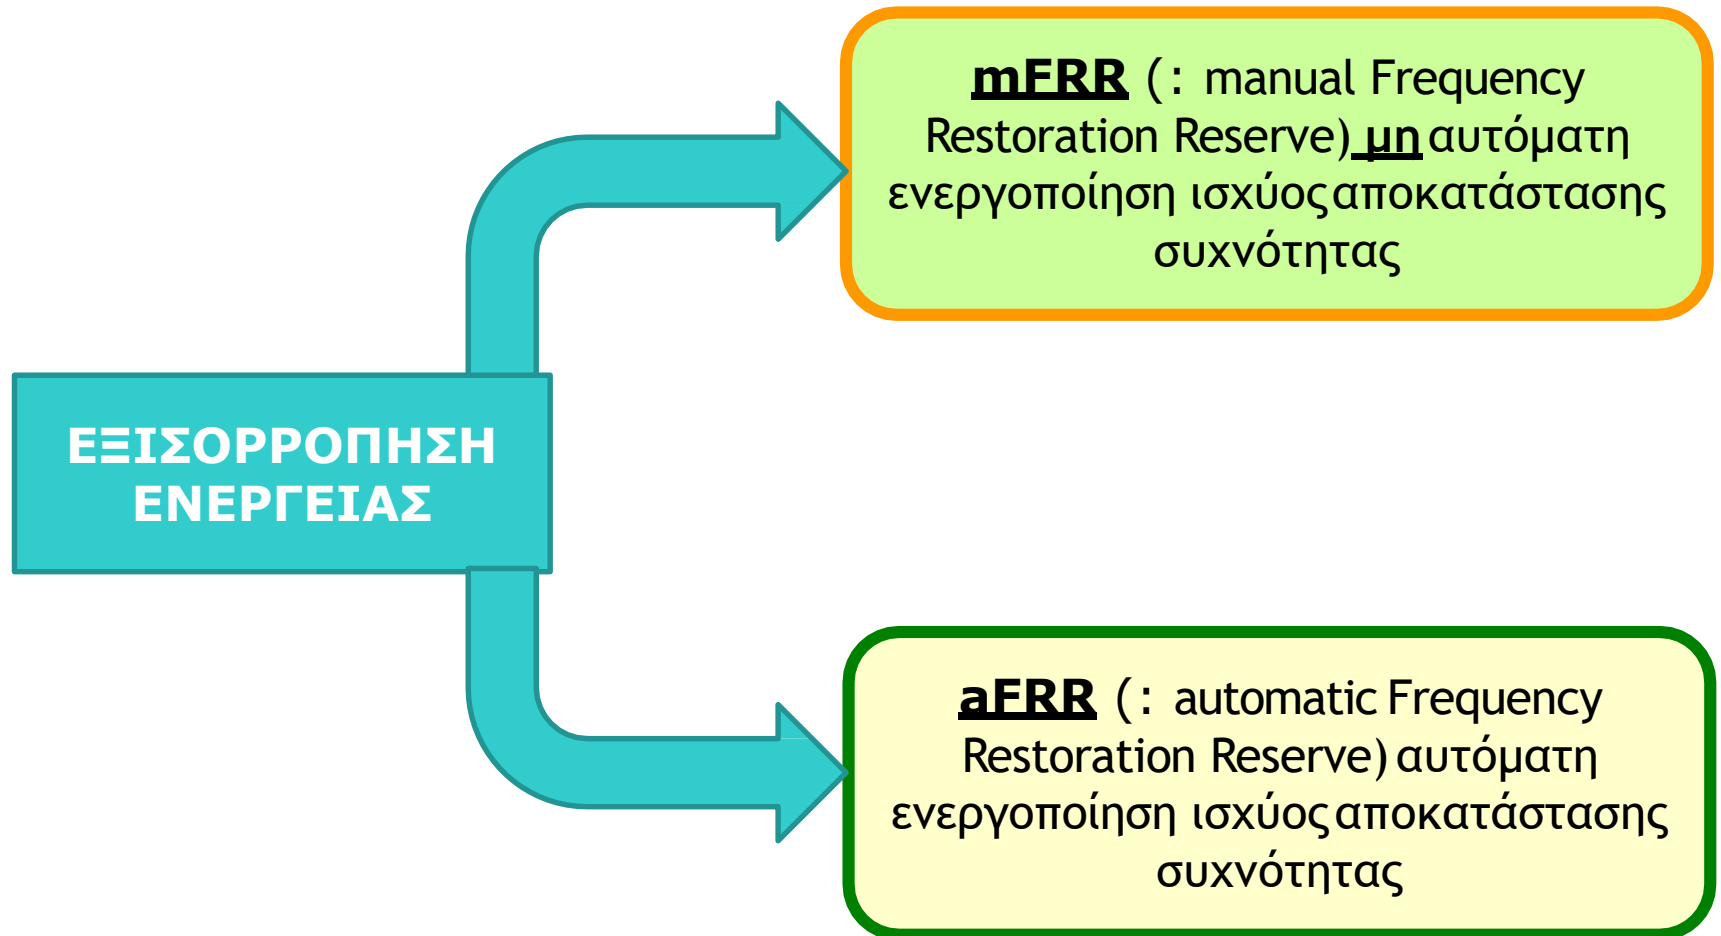 mFRR (: manual Frequency
Restoration Reserve) μη αυτόματη
ενεργοποίηση ισχύος αποκατάστασης
συχνότητας
ΕΞΙΣΟΡΡΟΠΗΣΗ
ΕΝΕΡΓΕΙΑΣ
aFRR (: automatic Frequency
Restoration Reserve) αυτόματη
ενεργοποίηση ισχύος αποκατάστασης
συχνότητας